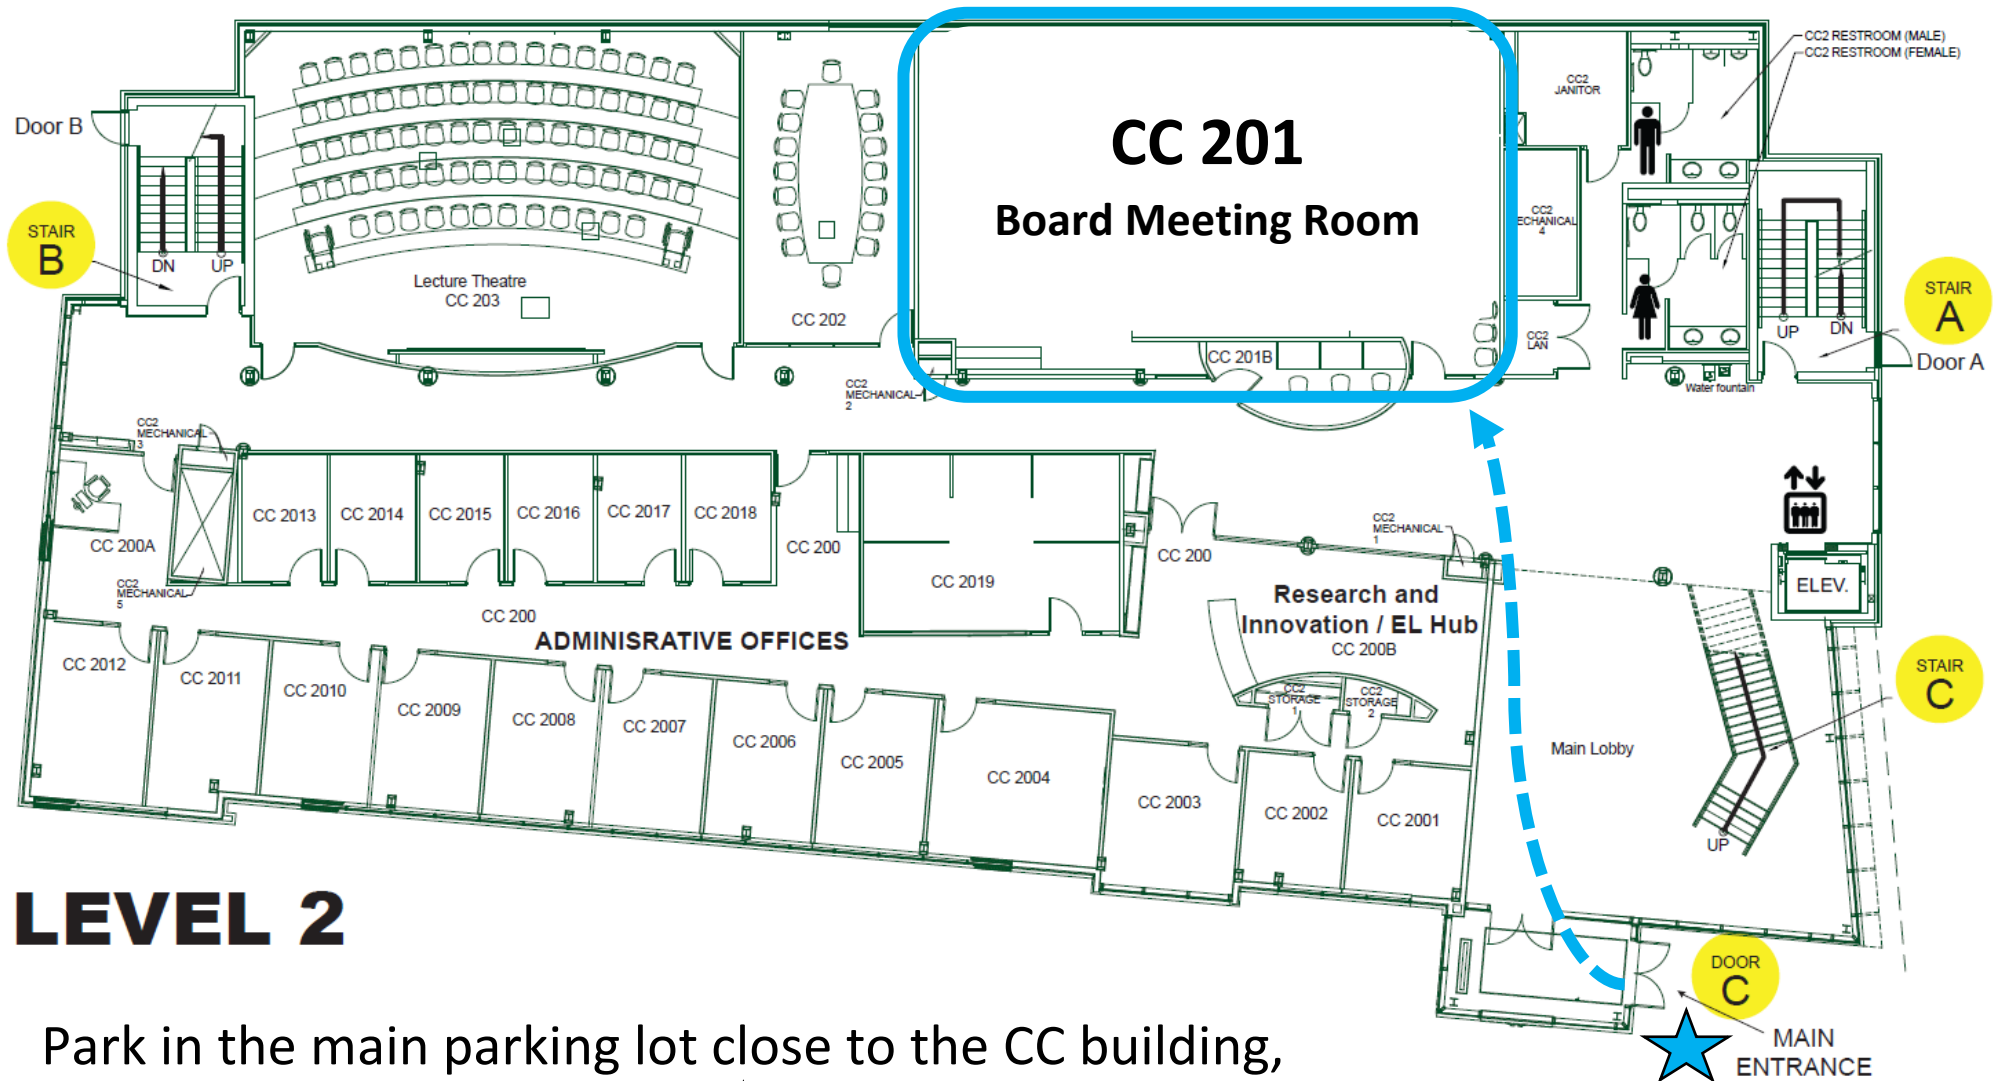 CC2 RESTROOM (MALE)
CC2 RESTROOM (FEMALE)
CC2
JANITOR
Door B
CC 201
Board Meeting Room
STAIR
B
DN
UP
Lecture Theatre
CC 203
CC 202
CC2
ECHANICAL
4
CC2
LAN
STAIR
A
UP
DN
Door A
CC 201B
Water fountain
CC2
MECHANICAL
2
CC2
MECHANICAL
3
CC 2013
CC 2014
CC 2015
CC 2016
CC 2017
CC 2018
CC 200A
CC 200
CC 2019
CC 200
CC2
MECHANICAL
1
CC2
MECHANICAL
5
ELEV.
CC 200
ADMINISRATIVE OFFICES
Research and
Innovation / EL Hub
CC 200B
CC2
STORAGE
1
CC2
STORAGE
2
STAIR
C
CC 2012
CC 2011
CC 2010
CC 2009
CC 2008
CC 2007
CC 2006
CC 2005
CC 2004
CC 2003
CC 2002
CC 2001
Main Lobby
UP
LEVEL 2
DOOR
C
MAIN
ENTRANCE
Park in the main parking lot close to the CC building,